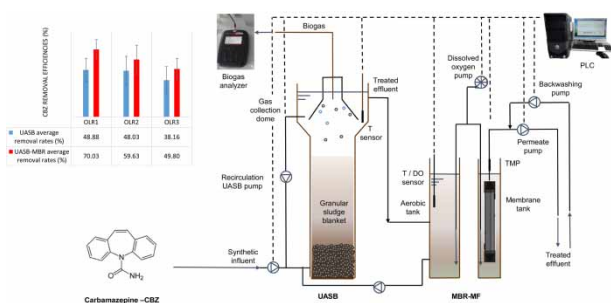 CBZ REMOVAL EFFICIENCIES (%)
OLR1 OLR2 OLR3
UASB average removal rates (%) 48.88 48.03 38.16
UASB-MBR average removal rates (%) 70.03 59.63 49.80
Biogas
Biogas
analyzer
Gas
collection
dome
Treated
effluent
T
sensor
Dissolved
oxygen
pump
PLC
Backwashing
pump
Permeate
pump
TMP
T / DO
sensor
Aerobic
tank
Membrane
tank
Recirculation
UASB pump
Granular
sludge
blanket
Synthetic
influent
Treated
effluent
NH₂
N
O
Carbamazepine –CBZ
UASB
MBR-MF